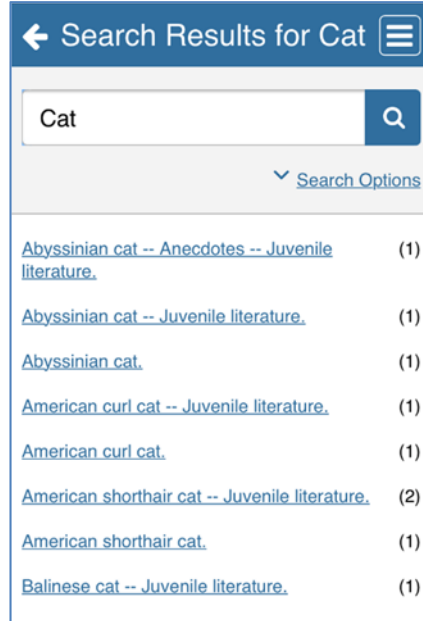 Search Results for Cat
Cat
Search Options
Abyssinian cat -- Anecdotes -- Juvenile (1)
literature.
Abyssinian cat -- Juvenile literature. (1)
Abyssinian cat. (1)
American curl cat -- Juvenile literature. (1)
American curl cat. (1)
American shorthair cat -- Juvenile literature. (2)
American shorthair cat. (1)
Balinese cat -- Juvenile literature. (1)